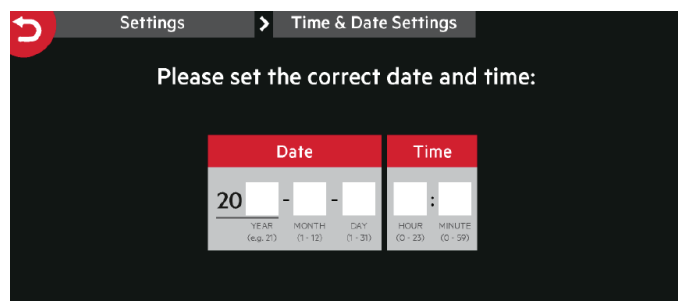 Settings > Time & Date Settings
Please set the correct date and time:
Date Time
20 - - :
YEAR MONTH DAY HOUR MINUTE
(e.g. 21) (1 - 12) (1 - 31) (0 - 23) (0 - 59)